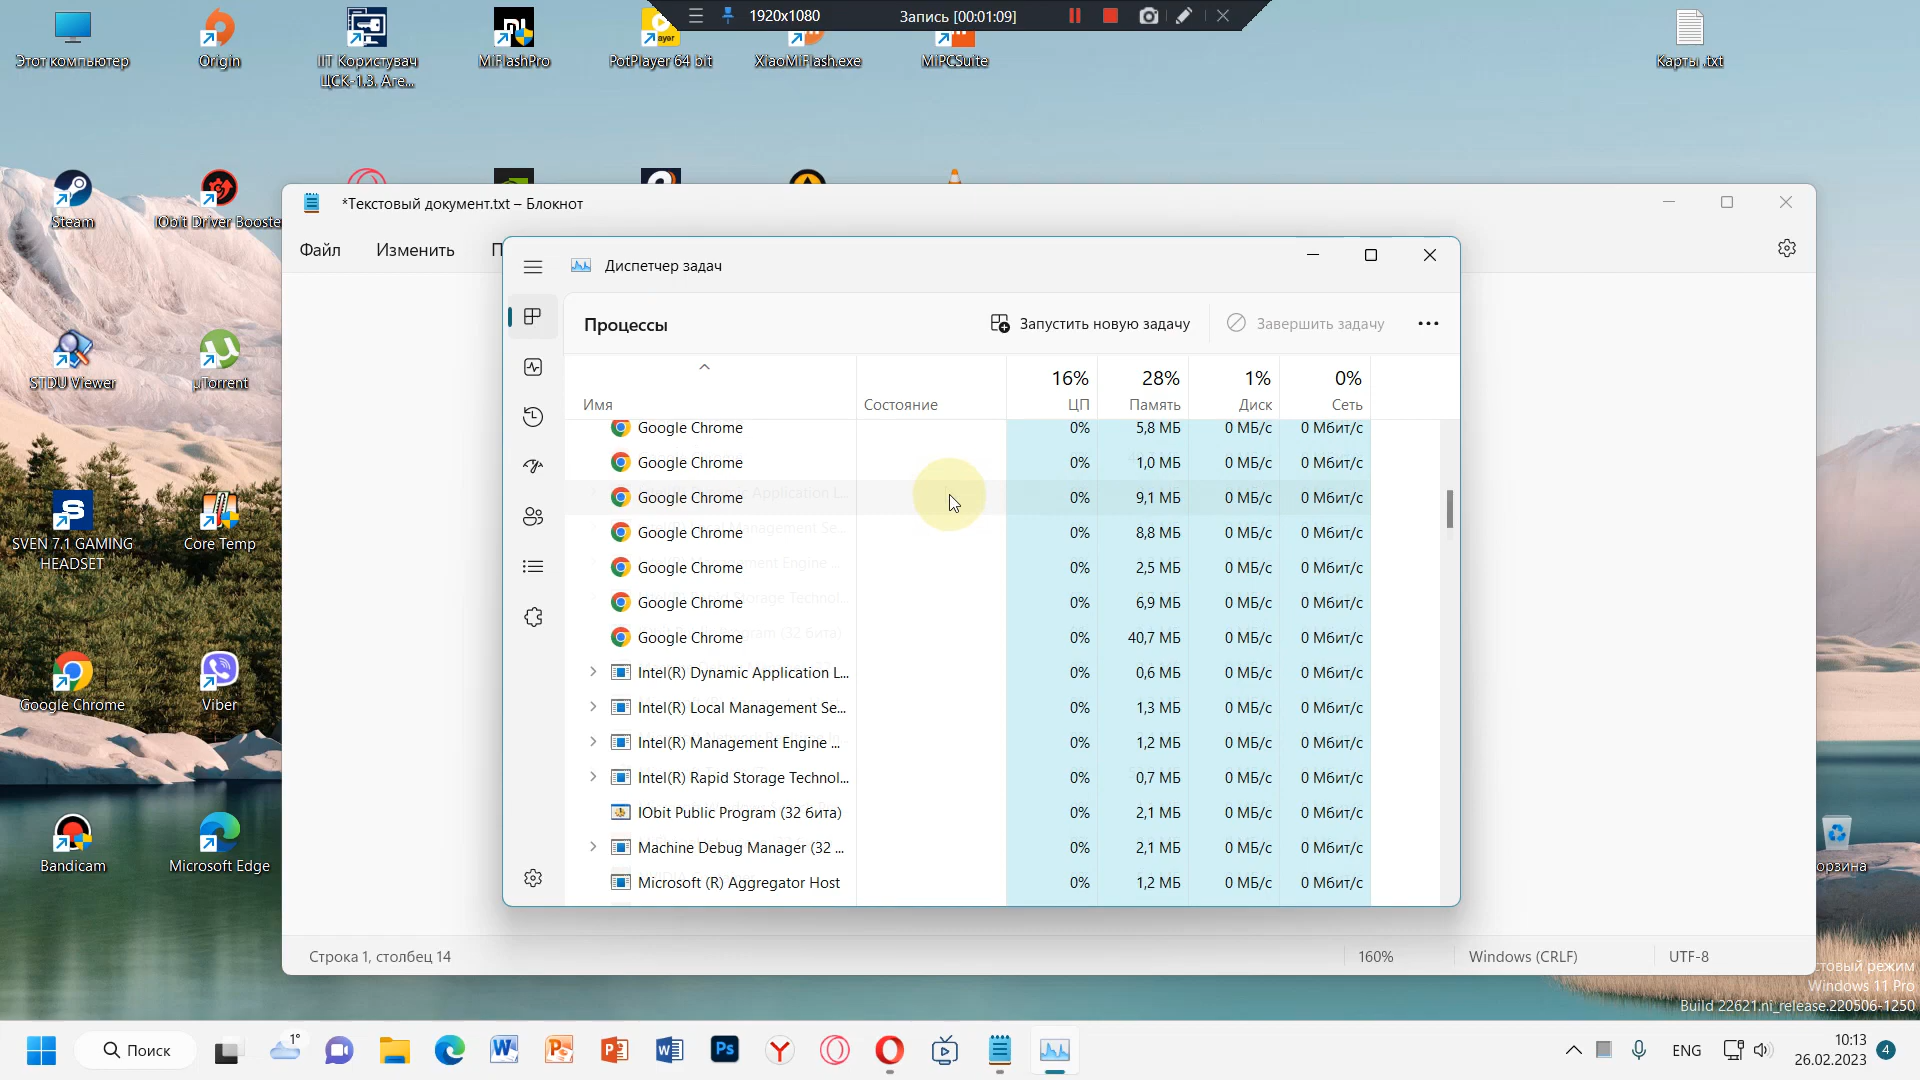 1920x1080
Запись [00:01:09]
Этот компьютер
Origin
IIT Користувач
ЦСК-1.3. Аге...
MiFlashPro
PotPlayer 64 bit
XiaoMiFlash.exe
MiPCSuite
Карты .txt
Steam
IObit Driver Booster
STDU Viewer
µTorrent
SVEN 7.1 GAMING
HEADSET
Core Temp
Google Chrome
Viber
Bandicam
Microsoft Edge
*Текстовый документ.txt – Блокнот
Файл
Изменить
Диспетчер задач
Процессы
Запустить новую задачу
Завершить задачу
16% 28% 1% 0%
Имя Состояние ЦП Память Диск Сеть
Google Chrome 0% 5,8 МБ 0 МБ/с 0 Мбит/с
Google Chrome 0% 1,0 МБ 0 МБ/с 0 Мбит/с
Google Chrome 0% 9,1 МБ 0 МБ/с 0 Мбит/с
Google Chrome 0% 8,8 МБ 0 МБ/с 0 Мбит/с
Google Chrome 0% 2,5 МБ 0 МБ/с 0 Мбит/с
Google Chrome 0% 6,9 МБ 0 МБ/с 0 Мбит/с
Google Chrome 0% 40,7 МБ 0 МБ/с 0 Мбит/с
Intel(R) Dynamic Application L... 0% 0,6 МБ 0 МБ/с 0 Мбит/с
Intel(R) Local Management Se... 0% 1,3 МБ 0 МБ/с 0 Мбит/с
Intel(R) Management Engine ... 0% 1,2 МБ 0 МБ/с 0 Мбит/с
Intel(R) Rapid Storage Technol... 0% 0,7 МБ 0 МБ/с 0 Мбит/с
IObit Public Program (32 бита) 0% 2,1 МБ 0 МБ/с 0 Мбит/с
Machine Debug Manager (32 ... 0% 2,1 МБ 0 МБ/с 0 Мбит/с
Microsoft (R) Aggregator Host 0% 1,2 МБ 0 МБ/с 0 Мбит/с
Строка 1, столбец 14
160%
Windows (CRLF)
UTF-8
режим
Windows 11 Pro
Build 22621.ni_release.220506-1250
Поиск
1°
ENG
10:13
26.02.2023
4